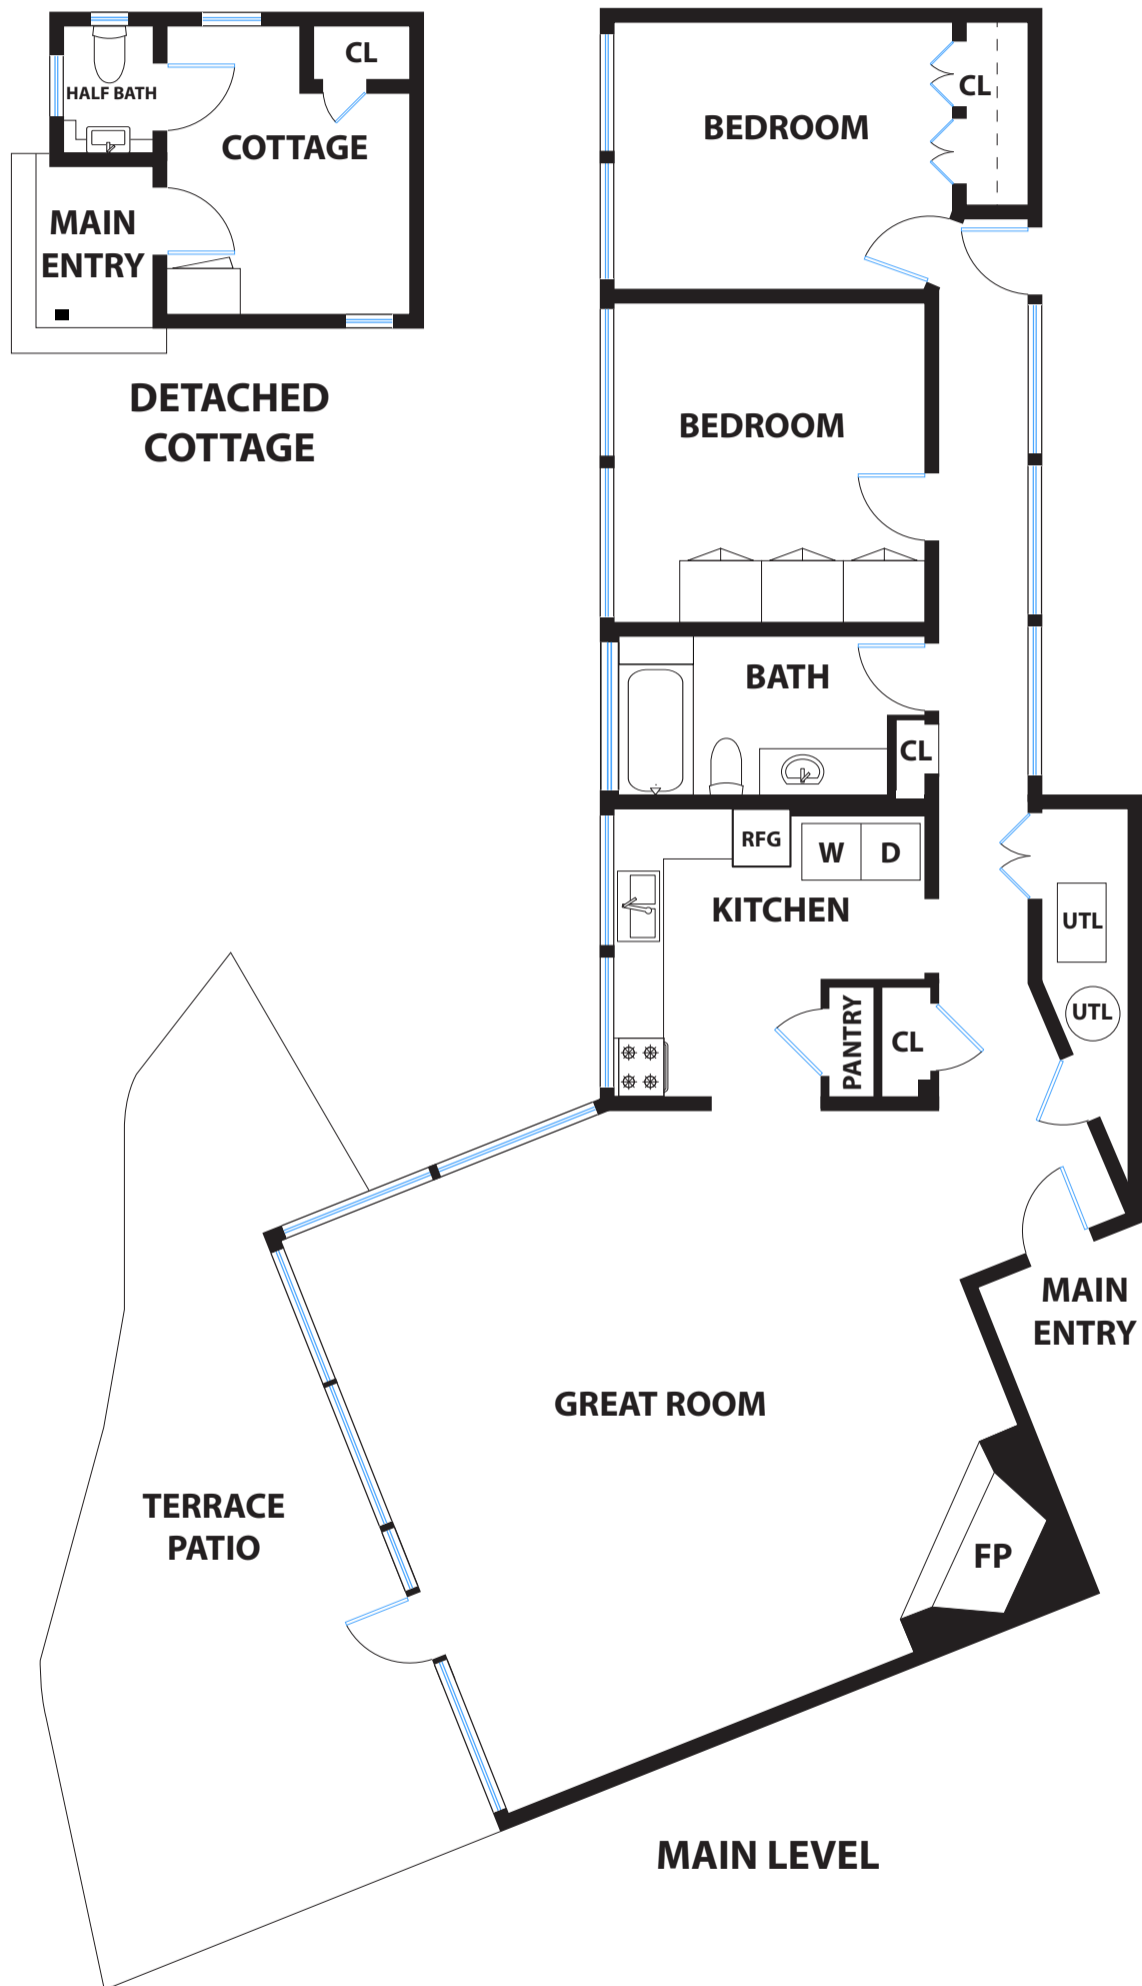 CL
HALF BATH
COTTAGE
MAIN
ENTRY
DETACHED
COTTAGE
BEDROOM
CL
BEDROOM
BATH
CL
RFG
W
D
KITCHEN
UTL
UTL
PANTRY
CL
MAIN
ENTRY
GREAT ROOM
TERRACE
PATIO
FP
MAIN LEVEL